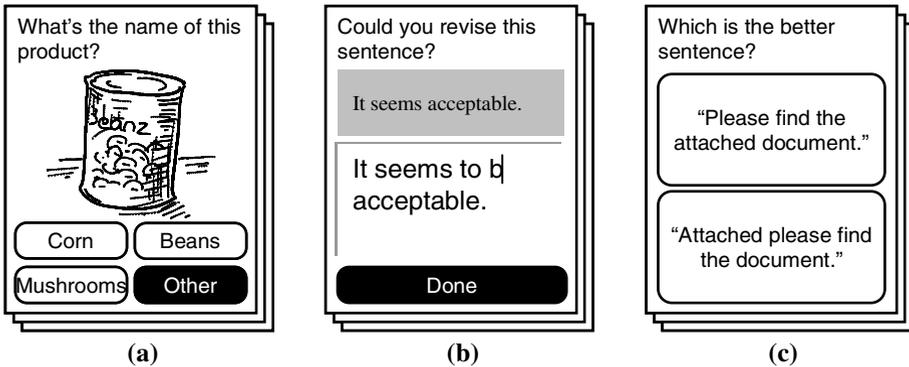 What's the name of this
product?
Beanz
Corn
Beans
Mushrooms
Other
(a)
Could you revise this
sentence?
It seems acceptable.
It seems to b
acceptable.
Done
(b)
Which is the better
sentence?
“Please find the
attached document.”
“Attached please find
the document.”
(c)